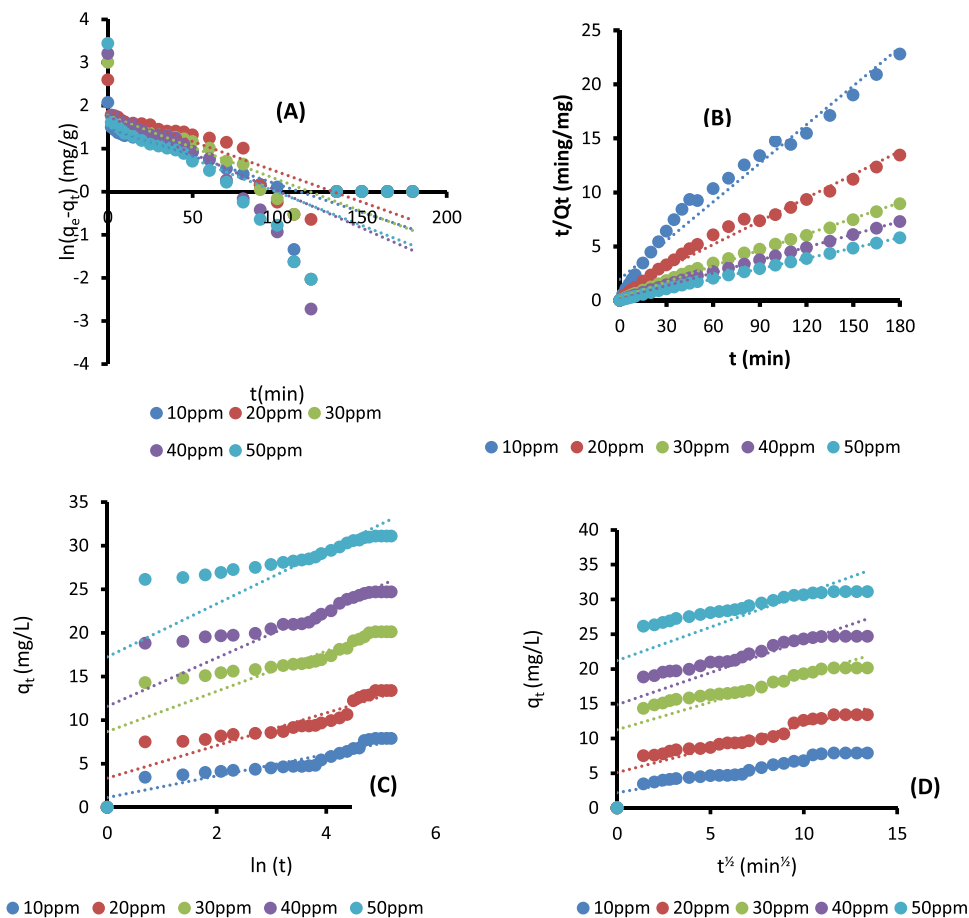 4
3
2
1
0
-1
-2
-3
-4
0
50
100
150
200
ln(qe-qt) (mg/g)
(A)
t(min)
10ppm 20ppm 30ppm
40ppm 50ppm
25
20
15
10
5
0
0 30 60 90 120 150 180
t/Qt (ming/mg)
(B)
t (min)
10ppm 20ppm 30ppm 40ppm 50ppm
35
30
25
20
15
10
5
0
0 2 4 6
qt (mg/L)
(C)
ln (t)
10ppm 20ppm 30ppm 40ppm 50ppm
40
35
30
25
20
15
10
5
0
0 5 10 15
qt (mg/L)
(D)
t½ (min½)
10ppm 20ppm 30ppm 40ppm 50ppm